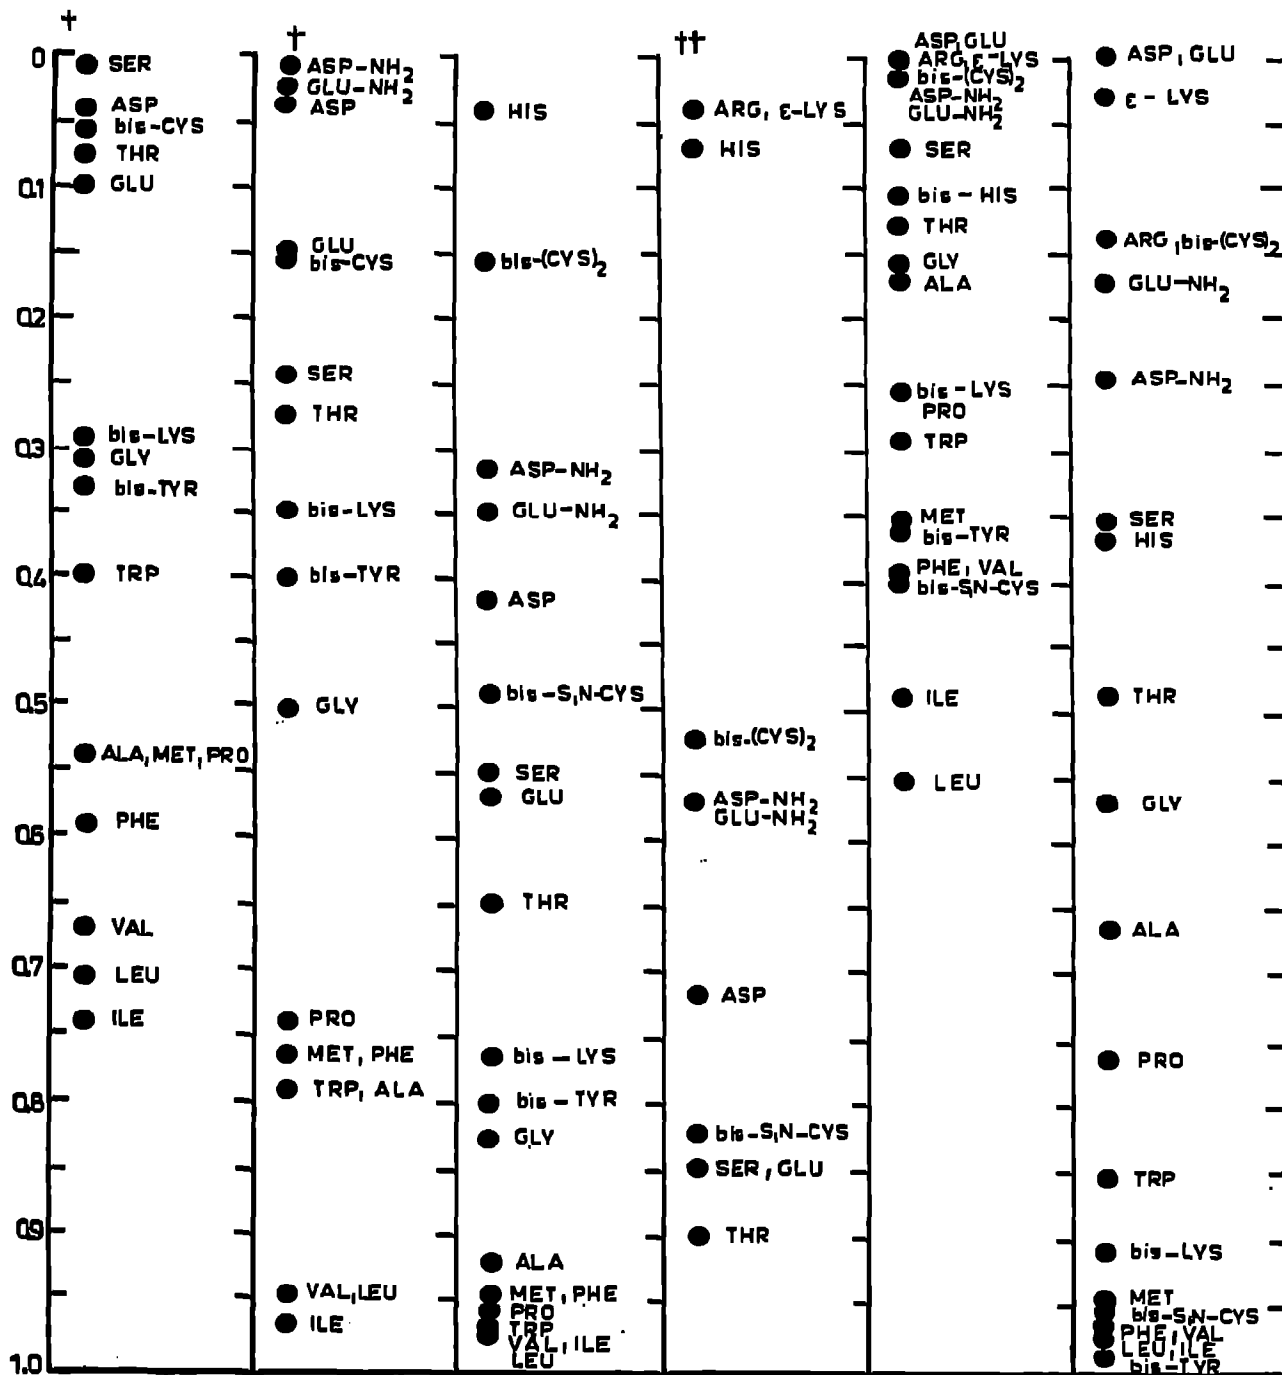 †
0
0.1
0.2
0.3
0.4
0.5
0.6
0.7
0.8
0.9
1.0
SER
ASP
bis-CYS
THR
GLU
bis-LYS
GLY
bis-TYR
TRP
ALA, MET, PRO
PHE
VAL
LEU
ILE
†
ASP-NH2
GLU-NH2
ASP
GLU
bis-CYS
SER
THR
bis-LYS
bis-TYR
GLY
PRO
MET, PHE
TRP, ALA
VAL, LEU
ILE
HIS
bis-(CYS)2
ASP-NH2
GLU-NH2
ASP
bis-S,N-CYS
SER
GLU
THR
bis-LYS
bis-TYR
GLY
ALA
MET, PHE
PRO
TRP
VAL, ILE
LEU
††
ARG, ε-LYS
HIS
bis-(CYS)2
ASP-NH2
GLU-NH2
ASP
bis-S,N-CYS
SER, GLU
THR
ASP, GLU
ARG, ε-LYS
bis-(CYS)2
ASP-NH2
GLU-NH2
SER
bis-HIS
THR
GLY
ALA
bis-LYS
PRO
TRP
MET
bis-TYR
PHE, VAL
bis-S,N-CYS
ILE
LEU
ASP, GLU
ε-LYS
ARG, bis-(CYS)2
GLU-NH2
ASP-NH2
SER
HIS
THR
GLY
ALA
PRO
TRP
bis-LYS
MET
bis-S,N-CYS
PHE, VAL
LEU, ILE
bis-TYR